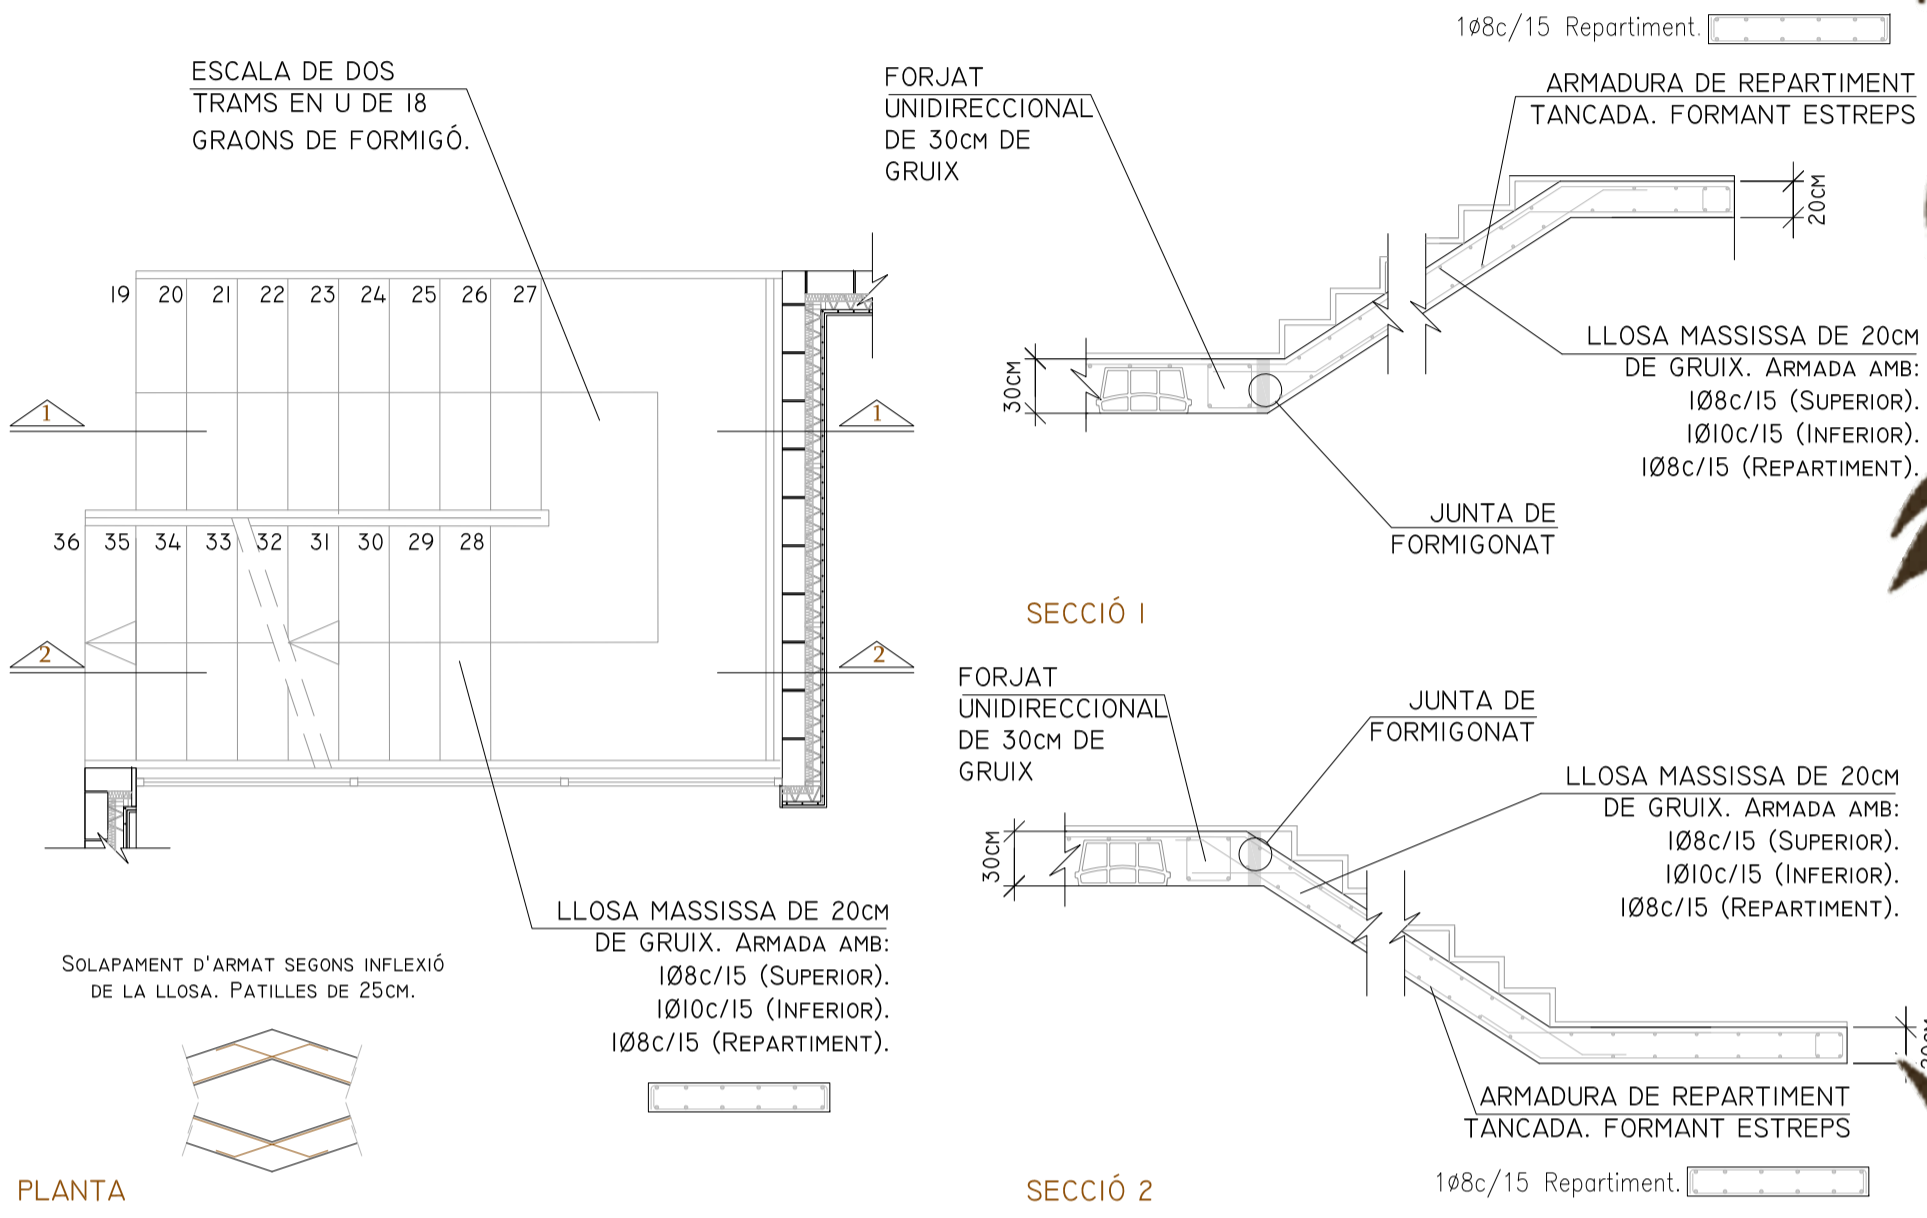 ESCALA DE DOS
TRAMS EN U DE 18
GRAONS DE FORMIGÓ.
19 20 21 22 23 24 25 26 27
1 1
36 35 34 33 32 31 30 29 28
2 2
LLOSA MASSISSA DE 20CM
DE GRUIX. ARMADA AMB:
1Ø8C/15 (SUPERIOR).
1Ø10C/15 (INFERIOR).
1Ø8C/15 (REPARTIMENT).
SOLAPAMENT D'ARMAT SEGONS INFLEXIÓ
DE LA LLOSA. PATILLES DE 25CM.
PLANTA
1ø8c/15 Repartiment.
FORJAT
UNIDIRECCIONAL
DE 30CM DE
GRUIX
ARMADURA DE REPARTIMENT
TANCADA. FORMANT ESTREPS
20CM
30CM
LLOSA MASSISSA DE 20CM
DE GRUIX. ARMADA AMB:
1Ø8C/15 (SUPERIOR).
1Ø10C/15 (INFERIOR).
1Ø8C/15 (REPARTIMENT).
JUNTA DE
FORMIGONAT
SECCIÓ 1
FORJAT
UNIDIRECCIONAL
DE 30CM DE
GRUIX
JUNTA DE
FORMIGONAT
LLOSA MASSISSA DE 20CM
DE GRUIX. ARMADA AMB:
1Ø8C/15 (SUPERIOR).
1Ø10C/15 (INFERIOR).
1Ø8C/15 (REPARTIMENT).
30CM
ARMADURA DE REPARTIMENT
TANCADA. FORMANT ESTREPS
1ø8c/15 Repartiment.
SECCIÓ 2